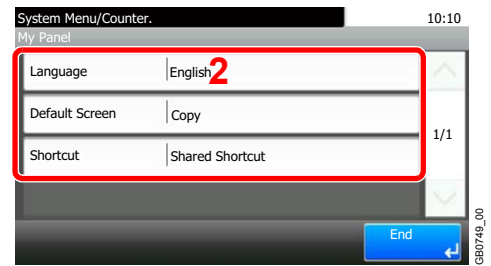 System Menu/Counter. 10:10
My Panel
Language English 2
Default Screen Copy
1/1
Shortcut Shared Shortcut
End
GB0749_00